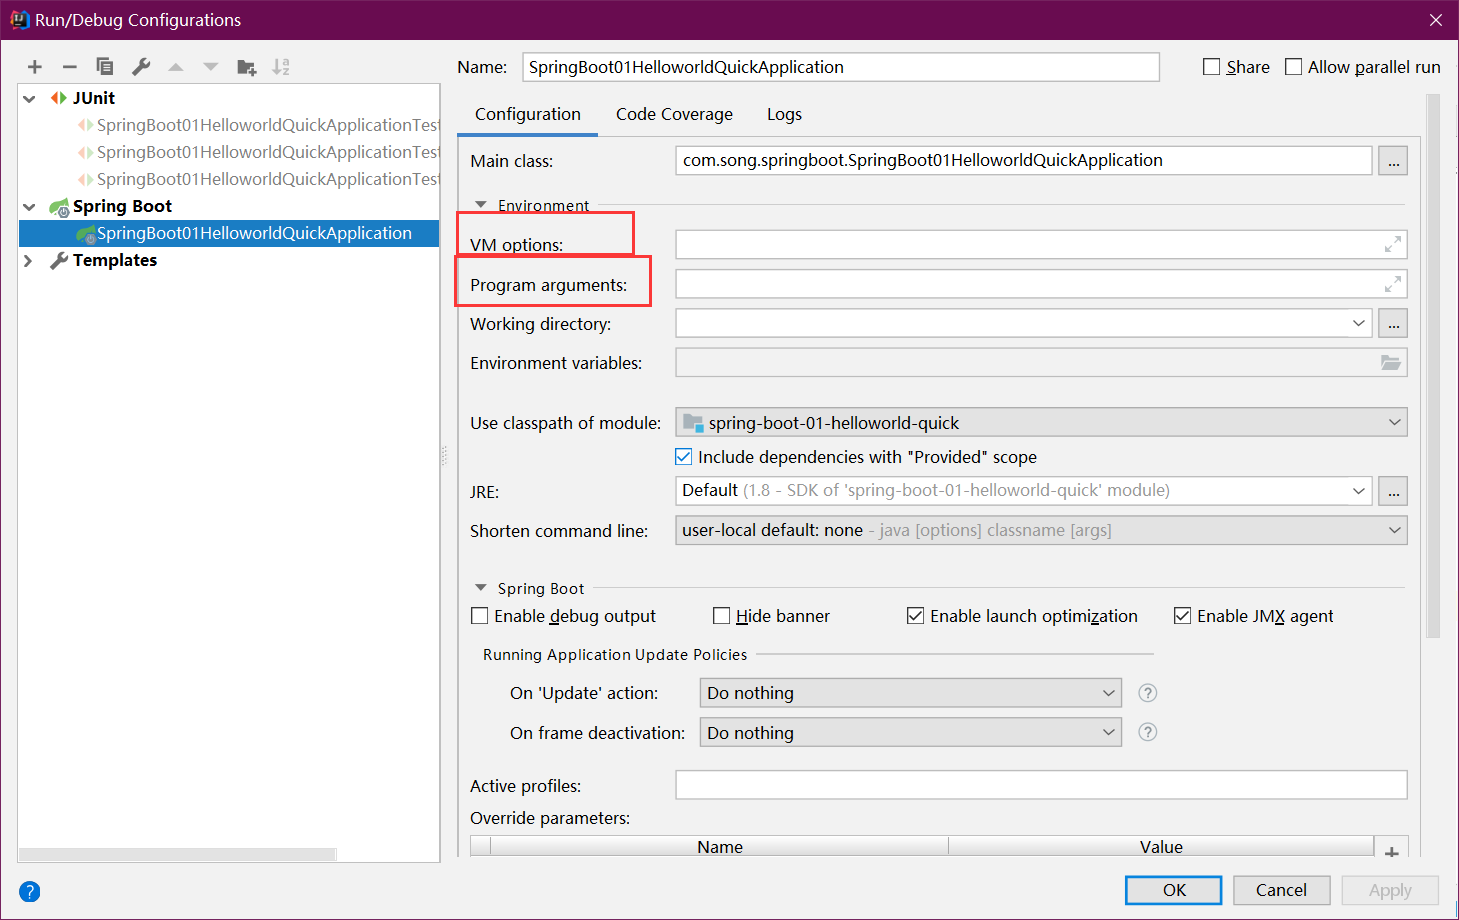 Run/Debug Configurations
Name: SpringBoot01HelloworldQuickApplication Share Allow parallel run
JUnit
SpringBoot01HelloworldQuickApplicationTest
SpringBoot01HelloworldQuickApplicationTest
SpringBoot01HelloworldQuickApplicationTest
Spring Boot
SpringBoot01HelloworldQuickApplication
Templates
Configuration Code Coverage Logs
Main class: com.song.springboot.SpringBoot01HelloworldQuickApplication ...
Environment
VM options:
Program arguments:
Working directory: ...
Environment variables:
Use classpath of module: spring-boot-01-helloworld-quick
Include dependencies with "Provided" scope
JRE: Default (1.8 - SDK of 'spring-boot-01-helloworld-quick' module) ...
Shorten command line: user-local default: none - java [options] classname [args]
Spring Boot
Enable debug output Hide banner Enable launch optimization Enable JMX agent
Running Application Update Policies
On 'Update' action: Do nothing ?
On frame deactivation: Do nothing ?
Active profiles:
Override parameters:
Name Value
? OK Cancel Apply